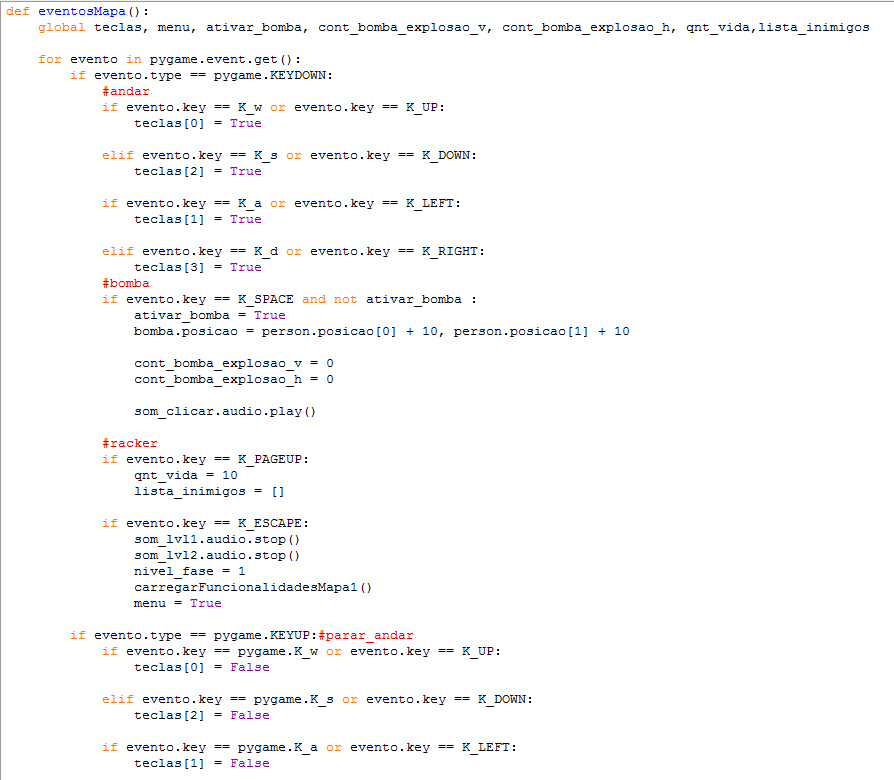 def eventosMapa():
    global teclas, menu, ativar_bomba, cont_bomba_explosao_v, cont_bomba_explosao_h, qnt_vida,lista_inimigos

    for evento in pygame.event.get():
        if evento.type == pygame.KEYDOWN:
            #andar
            if evento.key == K_w or evento.key == K_UP:
                teclas[0] = True

            elif evento.key == K_s or evento.key == K_DOWN:
                teclas[2] = True

            if evento.key == K_a or evento.key == K_LEFT:
                teclas[1] = True

            elif evento.key == K_d or evento.key == K_RIGHT:
                teclas[3] = True
            #bomba
            if evento.key == K_SPACE and not ativar_bomba :
                ativar_bomba = True
                bomba.posicao = person.posicao[0] + 10, person.posicao[1] + 10

                cont_bomba_explosao_v = 0
                cont_bomba_explosao_h = 0

                som_clicar.audio.play()

            #racker
            if evento.key == K_PAGEUP:
                qnt_vida = 10
                lista_inimigos = []

            if evento.key == K_ESCAPE:
                som_lvl1.audio.stop()
                som_lvl2.audio.stop()
                nivel_fase = 1
                carregarFuncionalidadesMapa1()
                menu = True

        if evento.type == pygame.KEYUP:#parar_andar
            if evento.key == pygame.K_w or evento.key == K_UP:
                teclas[0] = False

            elif evento.key == pygame.K_s or evento.key == K_DOWN:
                teclas[2] = False

            if evento.key == pygame.K_a or evento.key == K_LEFT:
                teclas[1] = False